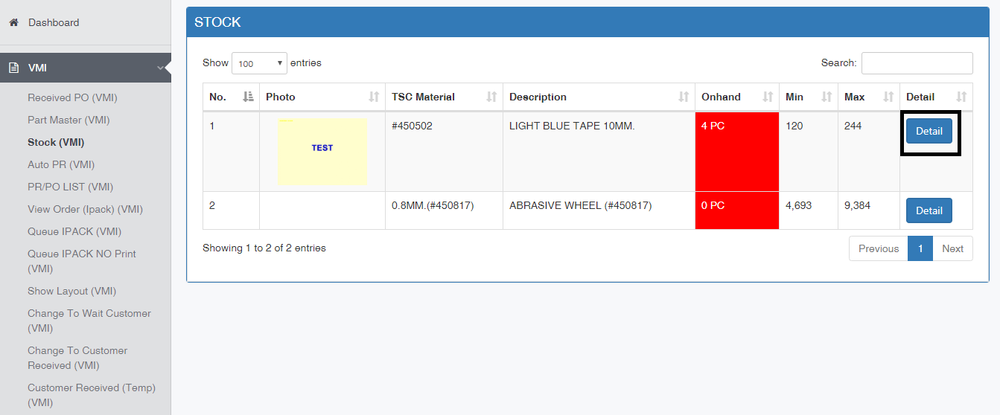 Dashboard
VMI
Received PO (VMI)
Part Master (VMI)
Stock (VMI)
Auto PR (VMI)
PR/PO LIST (VMI)
View Order (Ipack) (VMI)
Queue IPACK (VMI)
Queue IPACK NO Print
(VMI)
Show Layout (VMI)
Change To Wait Customer
(VMI)
Change To Customer
Received (VMI)
Customer Received (Temp)
(VMI)
STOCK
Show 100 entries Search:
No. Photo TSC Material Description Onhand Min Max Detail
1 TEST #450502 LIGHT BLUE TAPE 10MM. 4 PC 120 244 Detail
2 0.8MM.(#450817) ABRASIVE WHEEL (#450817) 0 PC 4,693 9,384 Detail
Showing 1 to 2 of 2 entries Previous 1 Next